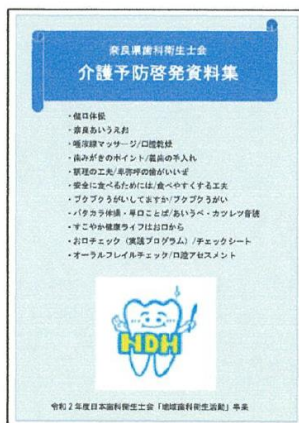 奈良県歯科衛生士会
介護予防啓発資料集
・健口体操
・奈良あいうえお
・唾液腺マッサージ/口腔乾燥
・歯みがきのポイント/義歯の手入れ
・調理の工夫/卑弥呼の歯がいいぜ
・安全に食べるためには/食べやすくする工夫
・ブクブクうがいしてますか/ブクブクうがい
・パタカラ体操・早口ことば/あいうべ・カツレツ音読
・すこやか健康ライフはお口から
・お口チェック（実践プログラム）/チェックシート
・オーラルフレイルチェック/口腔アセスメント
NDH
令和2年度日本歯科衛生士会「地域歯科衛生活動」事業